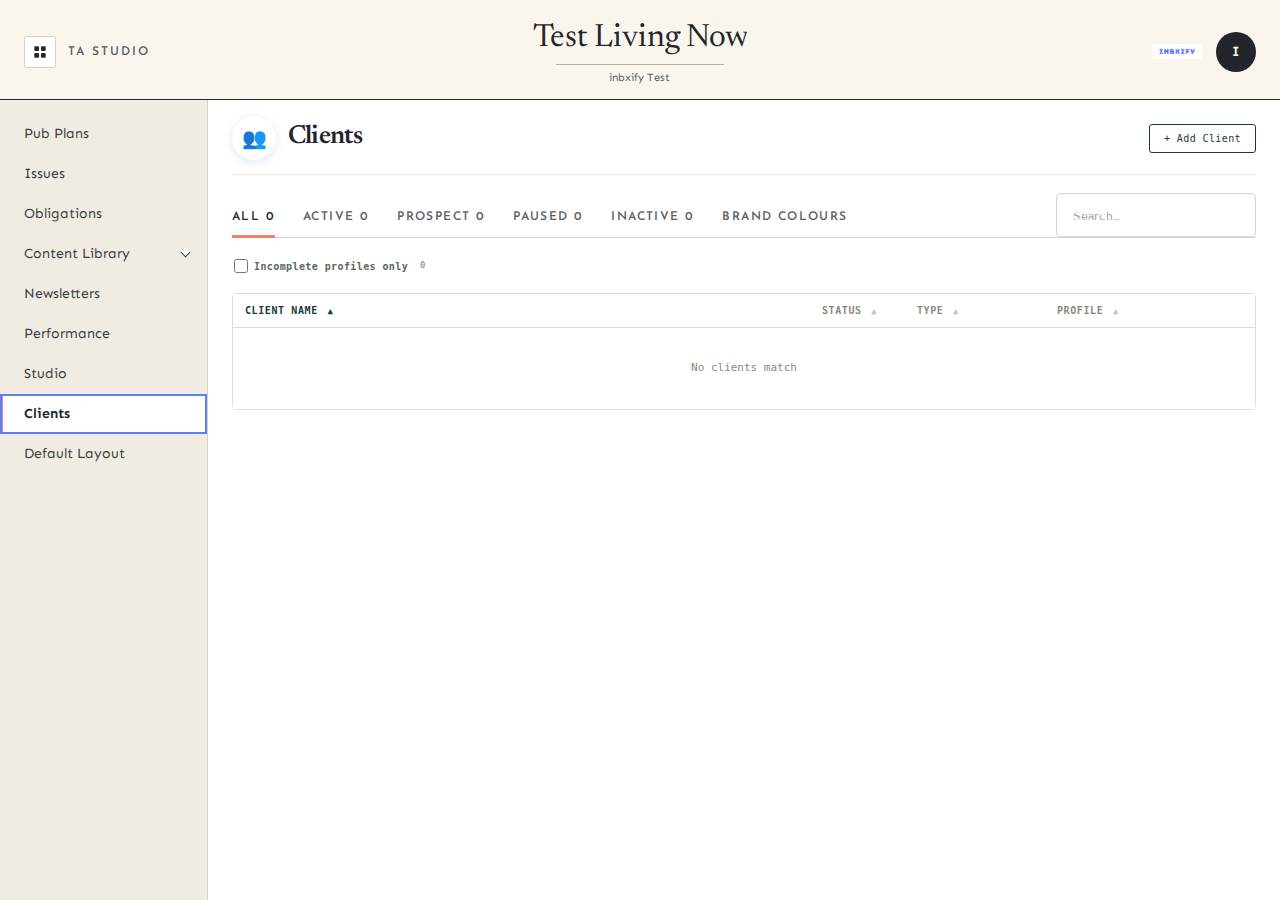 TA STUDIO
Test Living Now
inbxify Test
INBXIFY
I
Pub Plans
Issues
Obligations
Content Library
Newsletters
Performance
Studio
Clients
Default Layout
👥 Clients
+ Add Client
ALL 0 ACTIVE 0 PROSPECT 0 PAUSED 0 INACTIVE 0 BRAND COLOURS
Search…
Incomplete profiles only 0
CLIENT NAME ▲ STATUS ▲ TYPE ▲ PROFILE ▲
No clients match